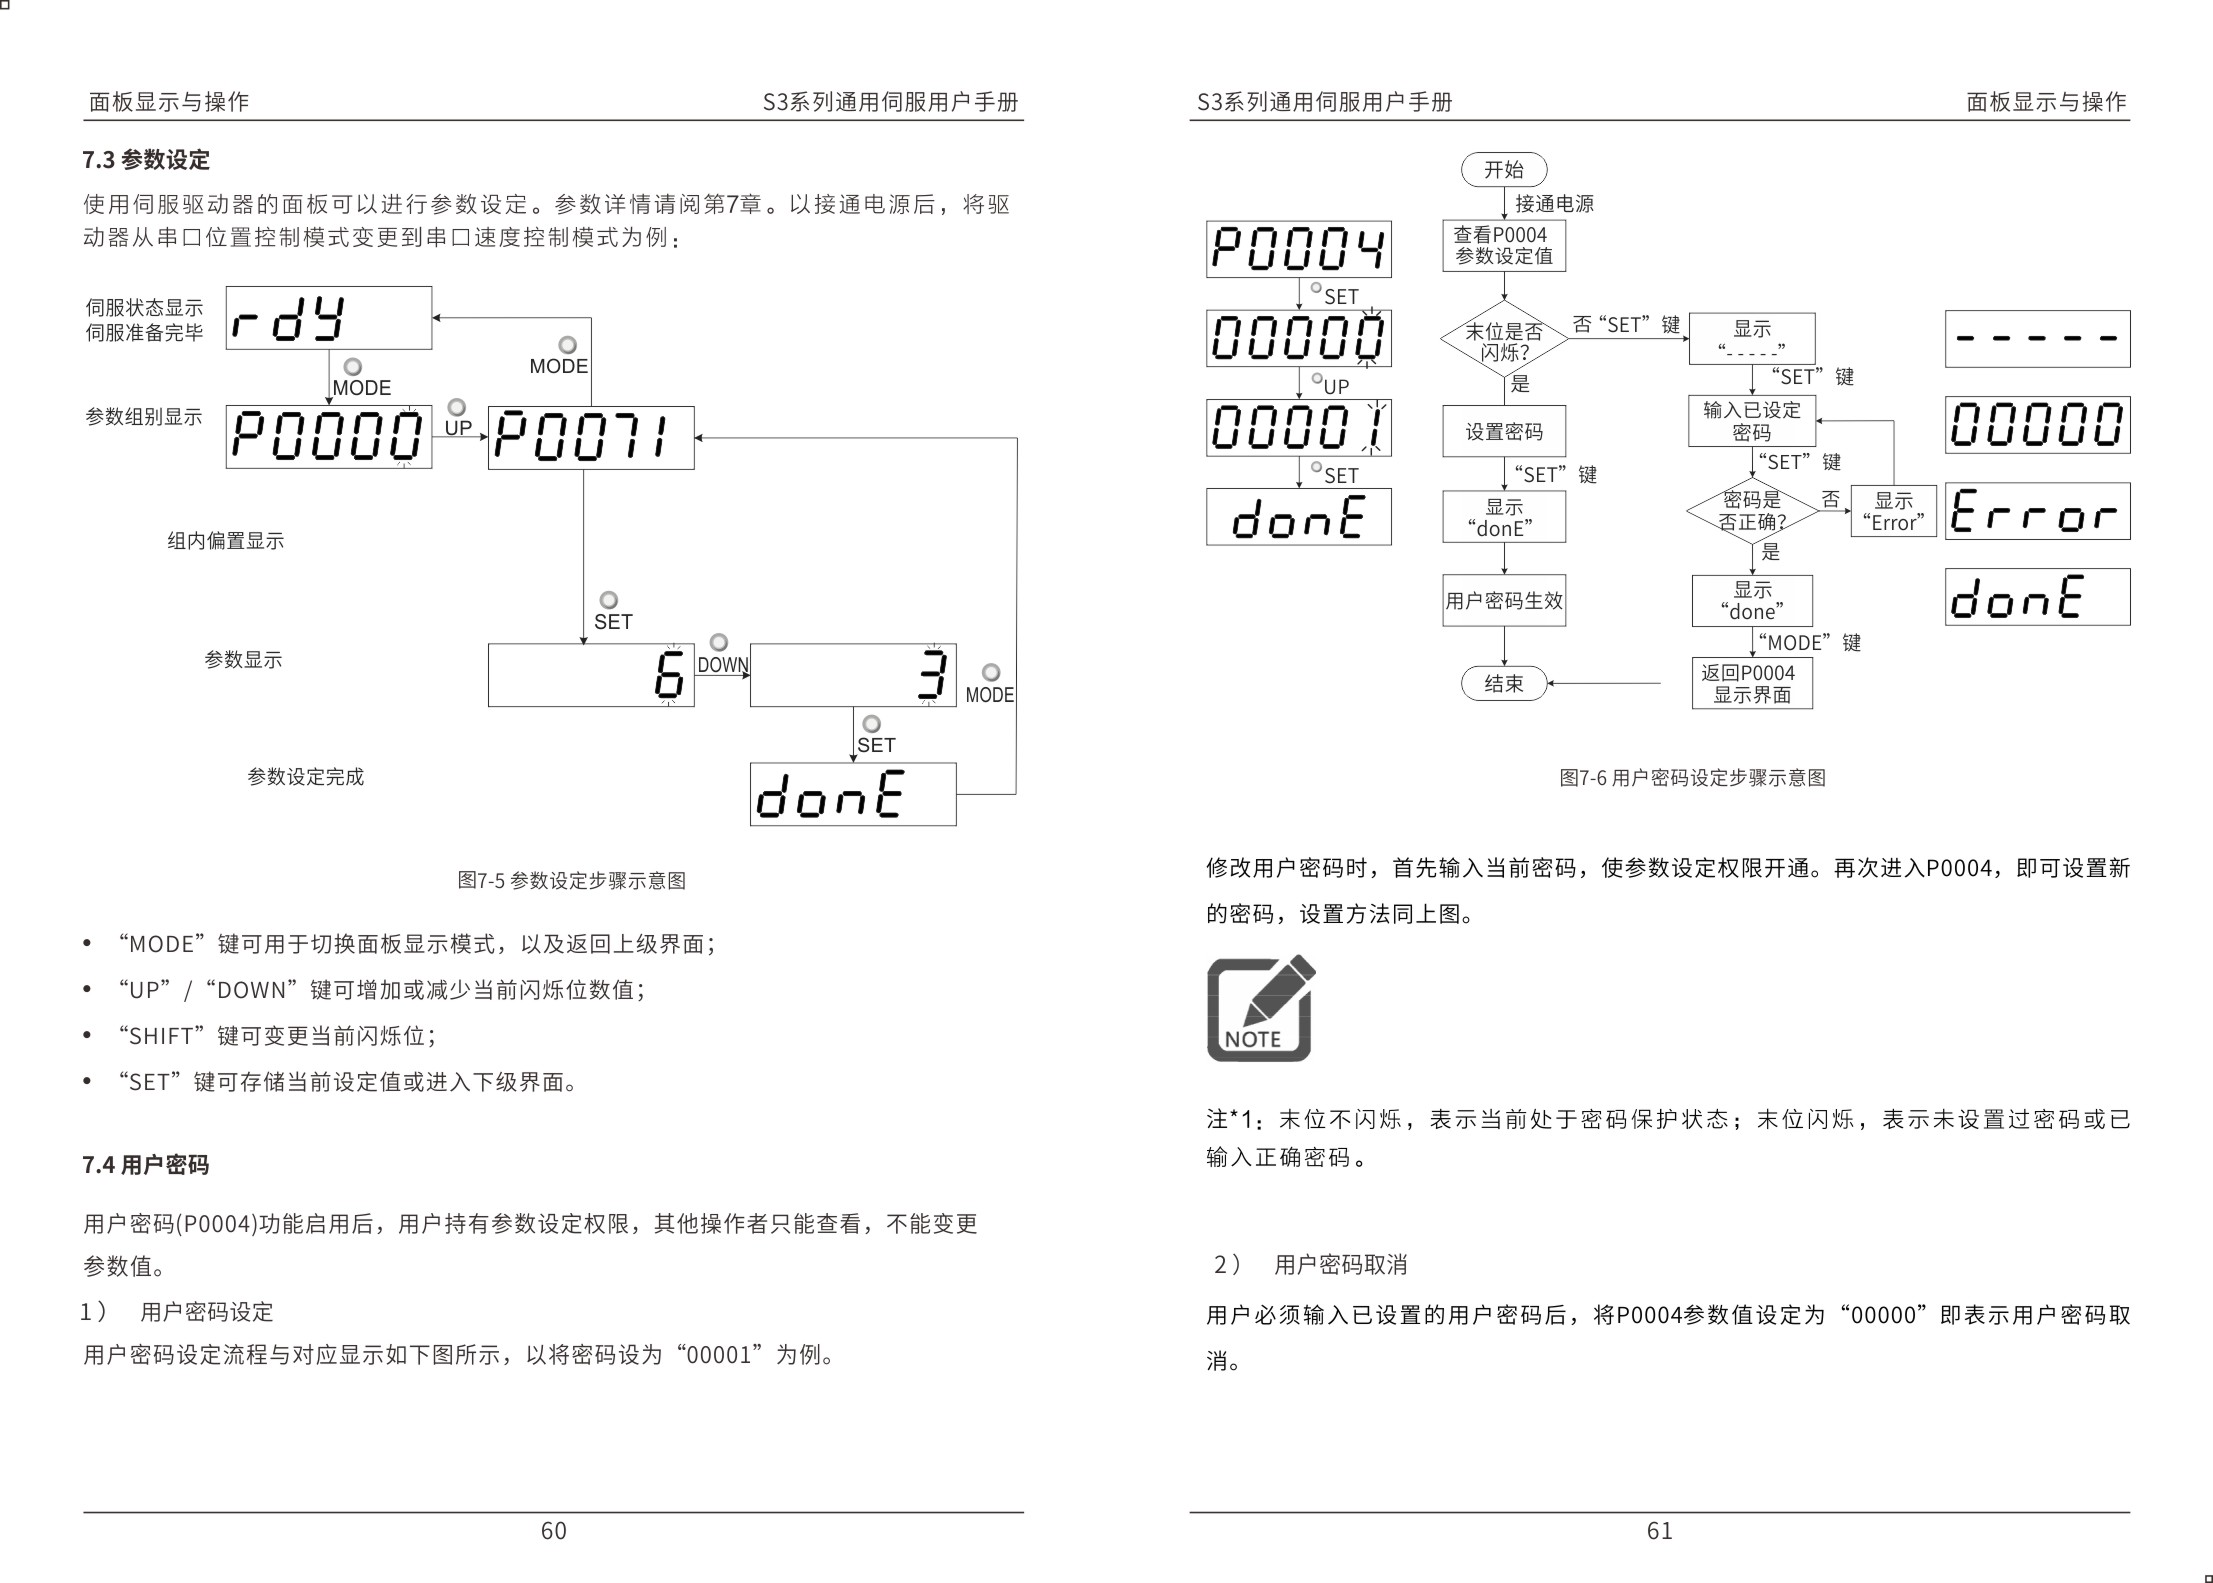 面板显示与操作
S3系列通用伺服用户手册
7.3 参数设定
使用伺服驱动器的面板可以进行参数设定。参数详情请阅第7章。以接通电源后，将驱
动器从串口位置控制模式变更到串口速度控制模式为例：
伺服状态显示
伺服准备完毕
rdy
MODE
MODE
参数组别显示
P0000
UP
P0071
组内偏置显示
SET
参数显示
6
DOWN
3
MODE
SET
参数设定完成
donE
图7-5 参数设定步骤示意图
• “MODE”键可用于切换面板显示模式，以及返回上级界面；
• “UP”/“DOWN”键可增加或减少当前闪烁位数值；
• “SHIFT”键可变更当前闪烁位；
• “SET”键可存储当前设定值或进入下级界面。
7.4 用户密码
用户密码(P0004)功能启用后，用户持有参数设定权限，其他操作者只能查看，不能变更
参数值。
1） 用户密码设定
用户密码设定流程与对应显示如下图所示，以将密码设为“00001”为例。
60
S3系列通用伺服用户手册
面板显示与操作
P0004
SET
00000
UP
00001
SET
donE
开始
接通电源
查看P0004
参数设定值
末位是否
闪烁？
是
设置密码
“SET”键
显示
“donE”
用户密码生效
结束
否“SET”键
显示
“-----”
“SET”键
输入已设定
密码
“SET”键
密码是
否正确？
否
显示
“Error”
是
显示
“done”
“MODE”键
返回P0004
显示界面
-----
00000
Error
donE
图7-6 用户密码设定步骤示意图
修改用户密码时，首先输入当前密码，使参数设定权限开通。再次进入P0004，即可设置新
的密码，设置方法同上图。
NOTE
注*1：末位不闪烁，表示当前处于密码保护状态；末位闪烁，表示未设置过密码或已
输入正确密码。
2） 用户密码取消
用户必须输入已设置的用户密码后，将P0004参数值设定为“00000”即表示用户密码取
消。
61